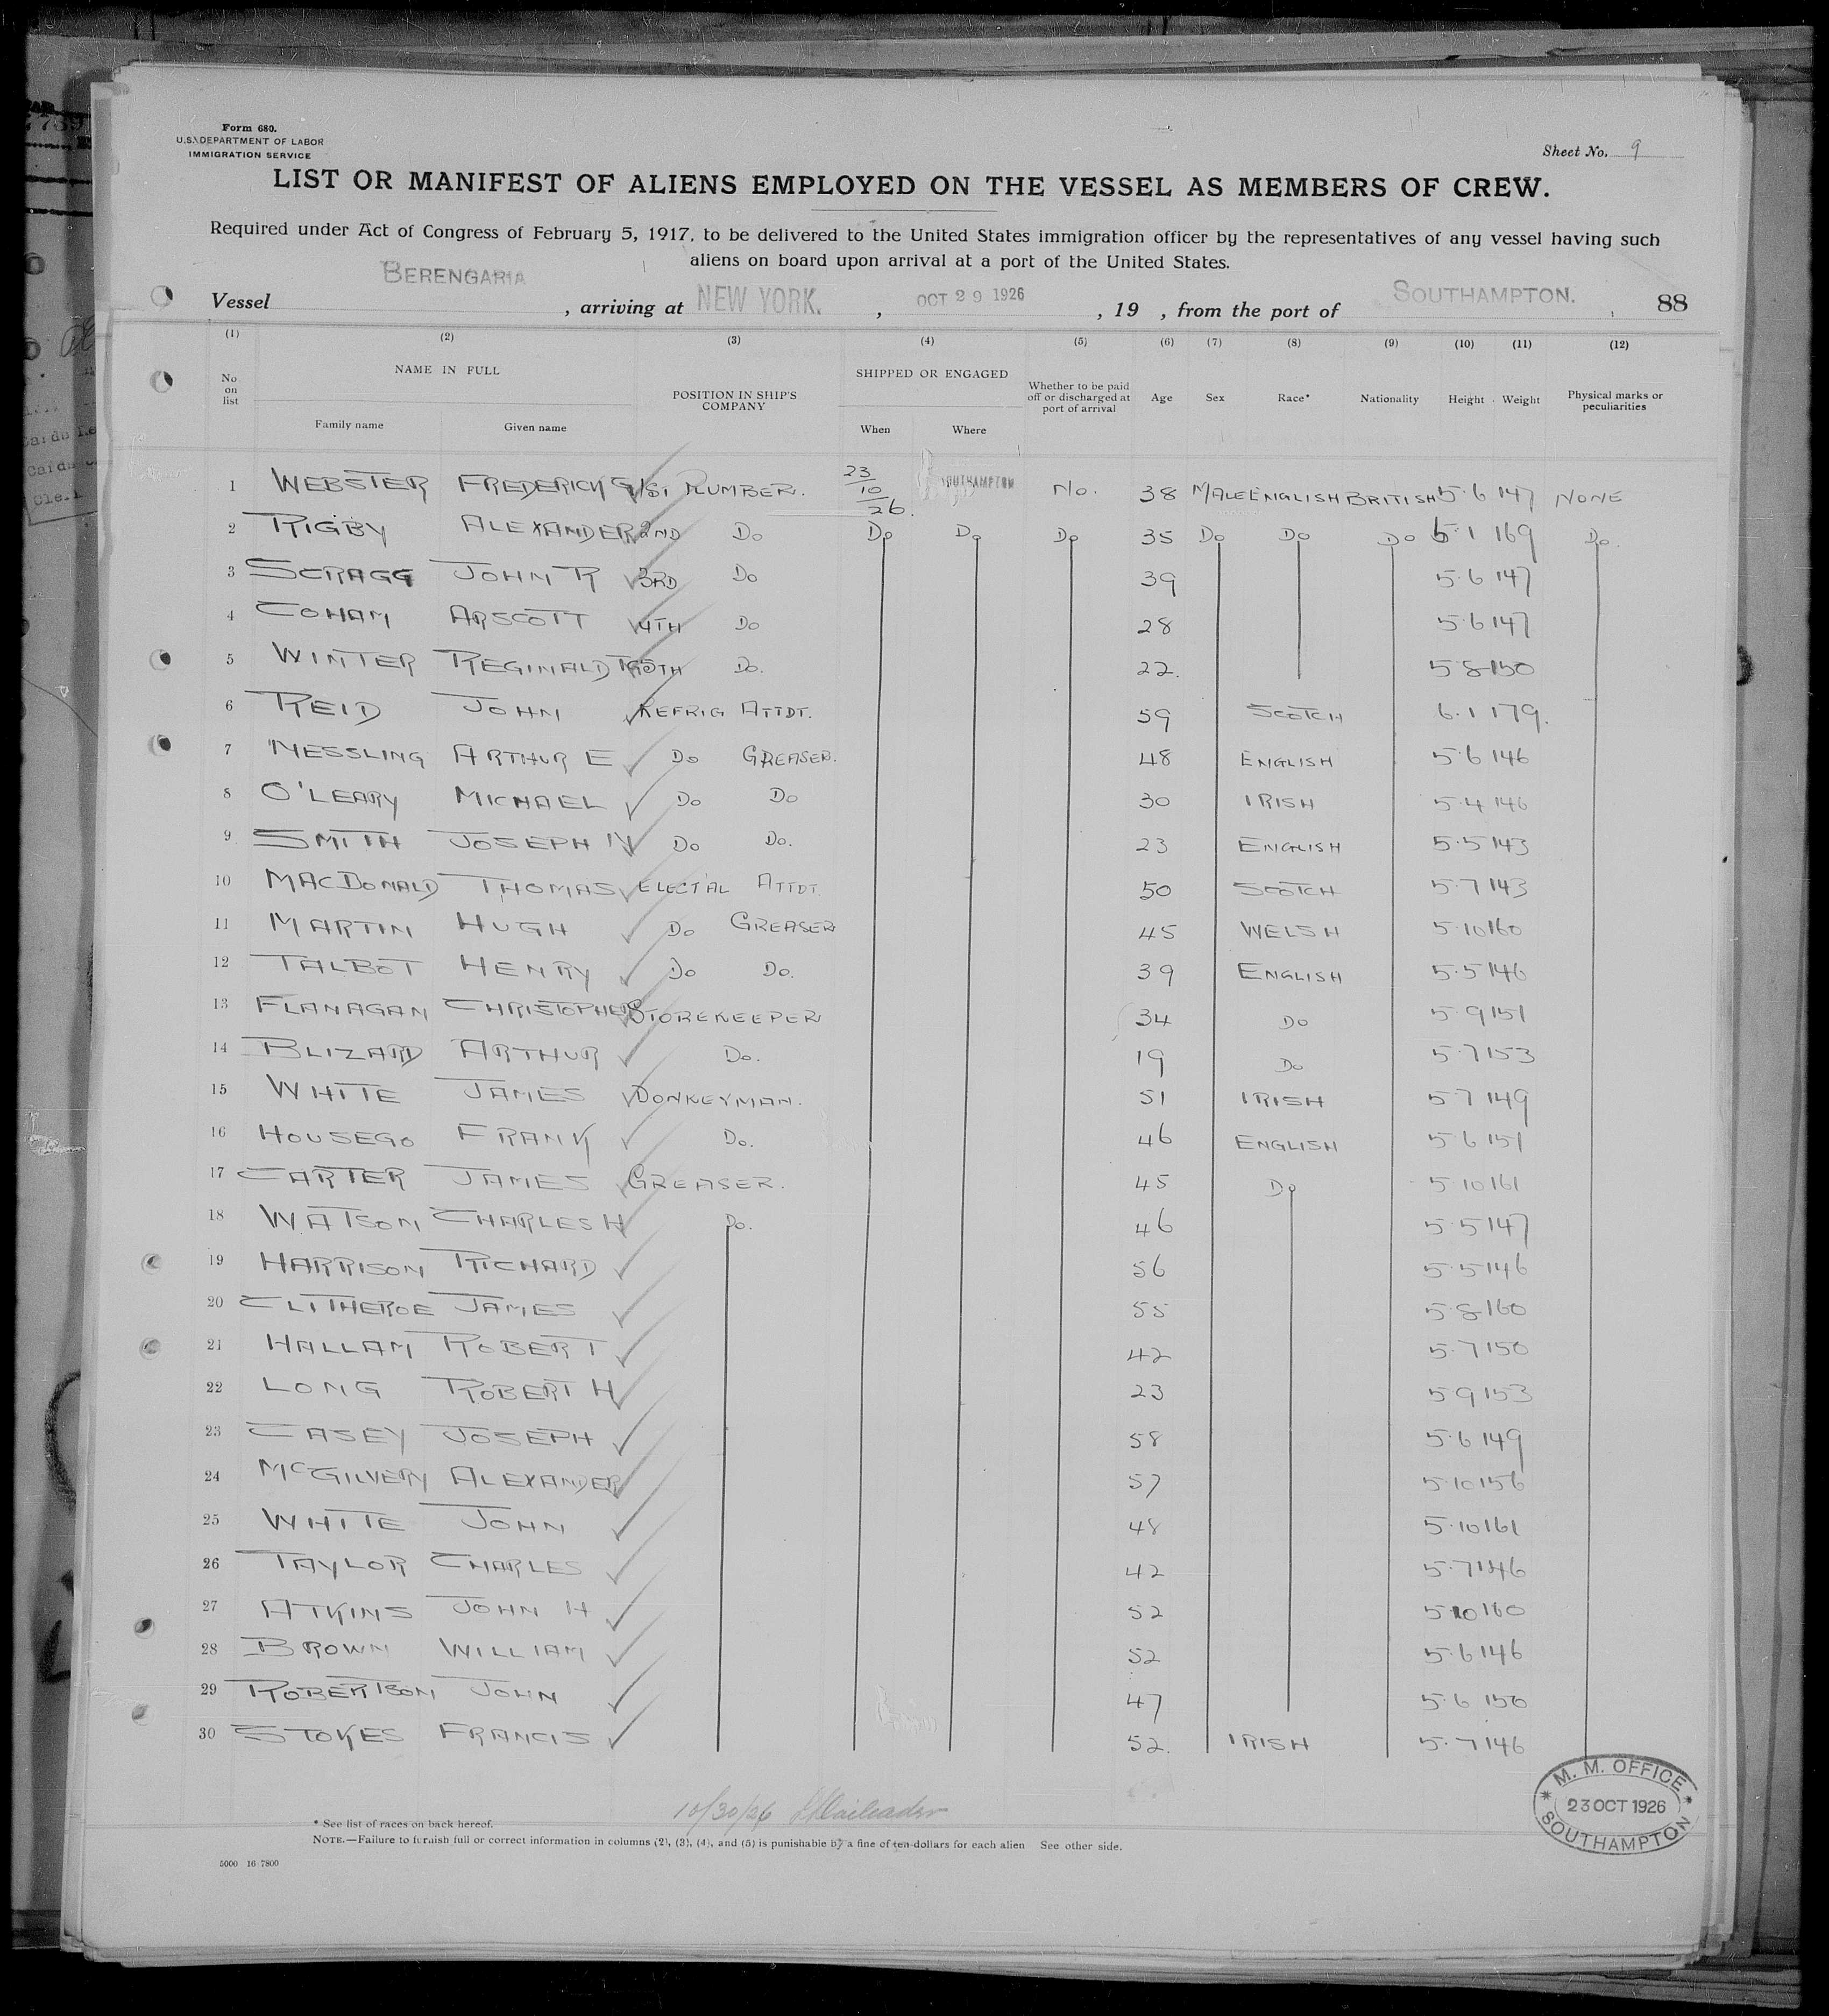 Form 680.
U.S. DEPARTMENT OF LABOR
IMMIGRATION SERVICE
Sheet No. 9
LIST OR MANIFEST OF ALIENS EMPLOYED ON THE VESSEL AS MEMBERS OF CREW.
Required under Act of Congress of February 5, 1917, to be delivered to the United States immigration officer by the representatives of any vessel having such
aliens on board upon arrival at a port of the United States.
Vessel BERENGARIA, arriving at NEW YORK., OCT 29 1926, 19 , from the port of SOUTHAMPTON. 88
(1) (2) (3) (4) (5) (6) (7) (8) (9) (10) (11) (12)
No on list NAME IN FULL Family name Given name POSITION IN SHIP'S COMPANY SHIPPED OR ENGAGED When Where Whether to be paid off or discharged at port of arrival Age Sex Race* Nationality Height Weight Physical marks or peculiarities
1 WEBSTER FREDERICK G 1ST PLUMBER. 23/10/26. SOUTHAMPTON No. 38 MALE ENGLISH BRITISH 5.6 147 NONE
2 RIGBY ALEXANDER 2ND Do Do Do Do 35 Do Do Do 5.1 169 Do.
3 SCRAGG JOHN R 3RD Do 39 5.6 147
4 COHAM ARSCOTT 4TH Do 28 5.6 147
5 WINTER REGINALD 5TH Do. 22. 5.8 150
6 REID JOHN REFRIG ATTDT. 59 SCOTCH 6.1 179.
7 NESSLING ARTHUR E Do GREASER. 48 ENGLISH 5.6 146
8 O'LEARY MICHAEL Do Do 30 IRISH 5.4 146
9 SMITH JOSEPH N Do Do. 23 ENGLISH 5.5 143
10 MACDONALD THOMAS ELECT'AL ATTDT. 50 SCOTCH 5.7 143
11 MARTIN HUGH Do GREASER 45 WELSH 5.10 160
12 TALBOT HENRY Do Do. 39 ENGLISH 5.5 146
13 FLANAGAN CHRISTOPHER STOREKEEPER 34 Do 5.9 151
14 BLIZARD ARTHUR Do. 19 Do 5.7 153
15 WHITE JAMES DONKEYMAN. 51 IRISH 5.7 149
16 HOUSEGO FRANK Do. 46 ENGLISH 5.6 151
17 CARTER JAMES GREASER. 45 Do 5.10 161
18 WATSON CHARLES H Do. 46 5.5 147
19 HARRISON RICHARD 56 5.5 146
20 CLITHEROE JAMES 55 5.8 160
21 HALLAM ROBERT 42 5.7 150
22 LONG ROBERT H 23 5.9 153
23 CASEY JOSEPH 58 5.6 149
24 McGILVERY ALEXANDER 57 5.10 156
25 WHITE JOHN 48 5.10 161
26 TAYLOR CHARLES 42 5.7 146
27 ATKINS JOHN H 52 5.10 160
28 BROWN WILLIAM 52 5.6 146
29 ROBERTSON JOHN 47 5.6 150
30 STOKES FRANCIS 52. IRISH 5.7 146
10/30/26
M. M. OFFICE
23 OCT 1926
SOUTHAMPTON
* See list of races on back hereof.
NOTE.—Failure to furnish full or correct information in columns (2), (3), (4), and (5) is punishable by a fine of ten dollars for each alien See other side.
5000 16-7800